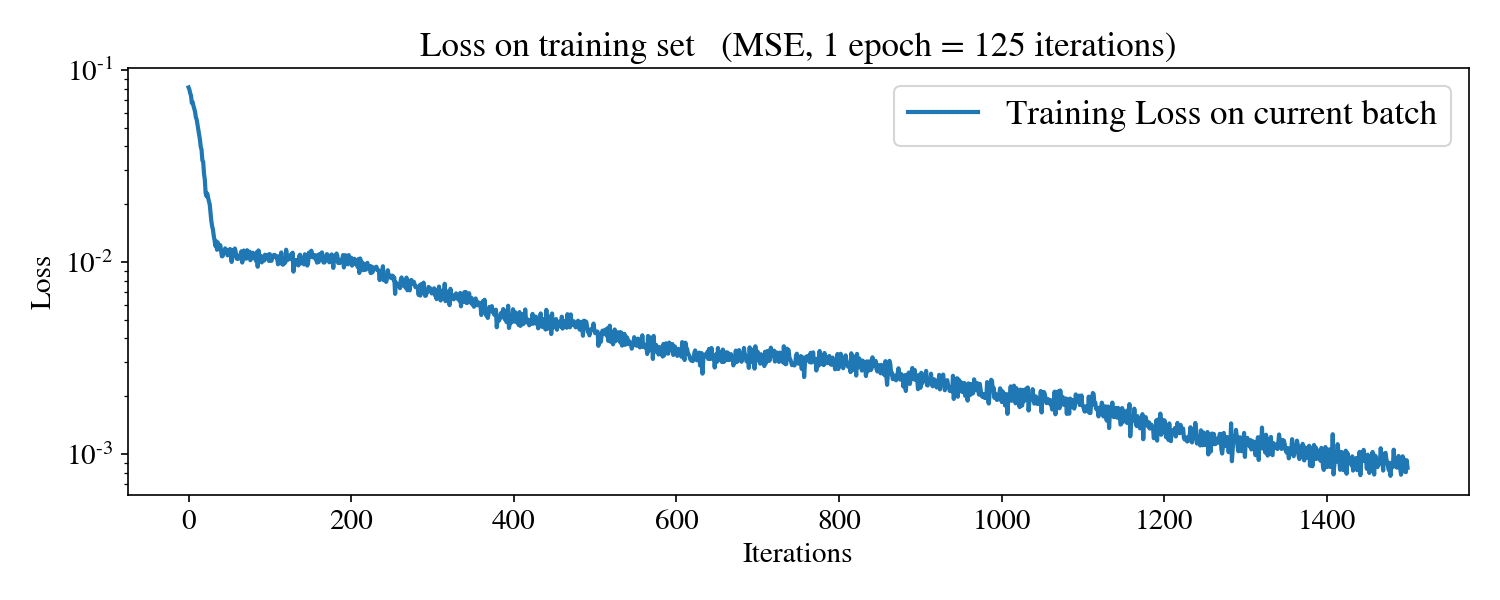 Loss on training set (MSE, 1 epoch = 125 iterations)
Training Loss on current batch
Loss
10⁻¹
10⁻²
10⁻³
0 200 400 600 800 1000 1200 1400
Iterations